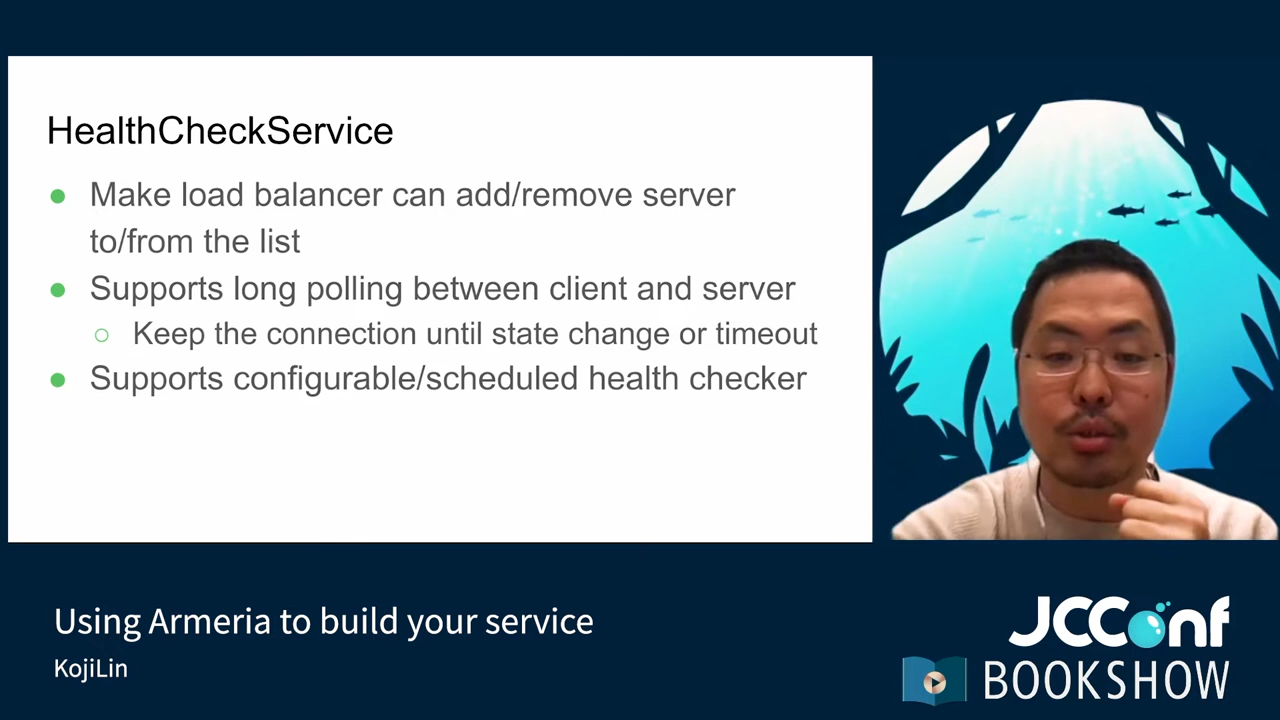 HealthCheckService
● Make load balancer can add/remove server
to/from the list
● Supports long polling between client and server
○ Keep the connection until state change or timeout
● Supports configurable/scheduled health checker
Using Armeria to build your service
KojiLin
JCConf
BOOKSHOW